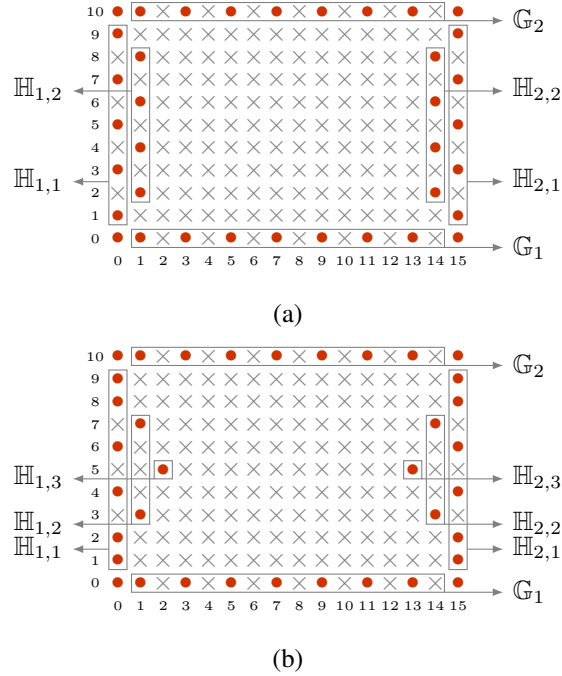 10
𝔾₂
9
8
ℍ₁,₂ 7 ℍ₂,₂
6
5
4
ℍ₁,₁ 3 ℍ₂,₁
2
1
0
𝔾₁
0 1 2 3 4 5 6 7 8 9 10 11 12 13 14 15
(a)
10
𝔾₂
9
8
7
6
5
ℍ₁,₃ ℍ₂,₃
4
3
ℍ₁,₂ ℍ₂,₂
2
ℍ₁,₁ ℍ₂,₁
1
0
𝔾₁
0 1 2 3 4 5 6 7 8 9 10 11 12 13 14 15
(b)